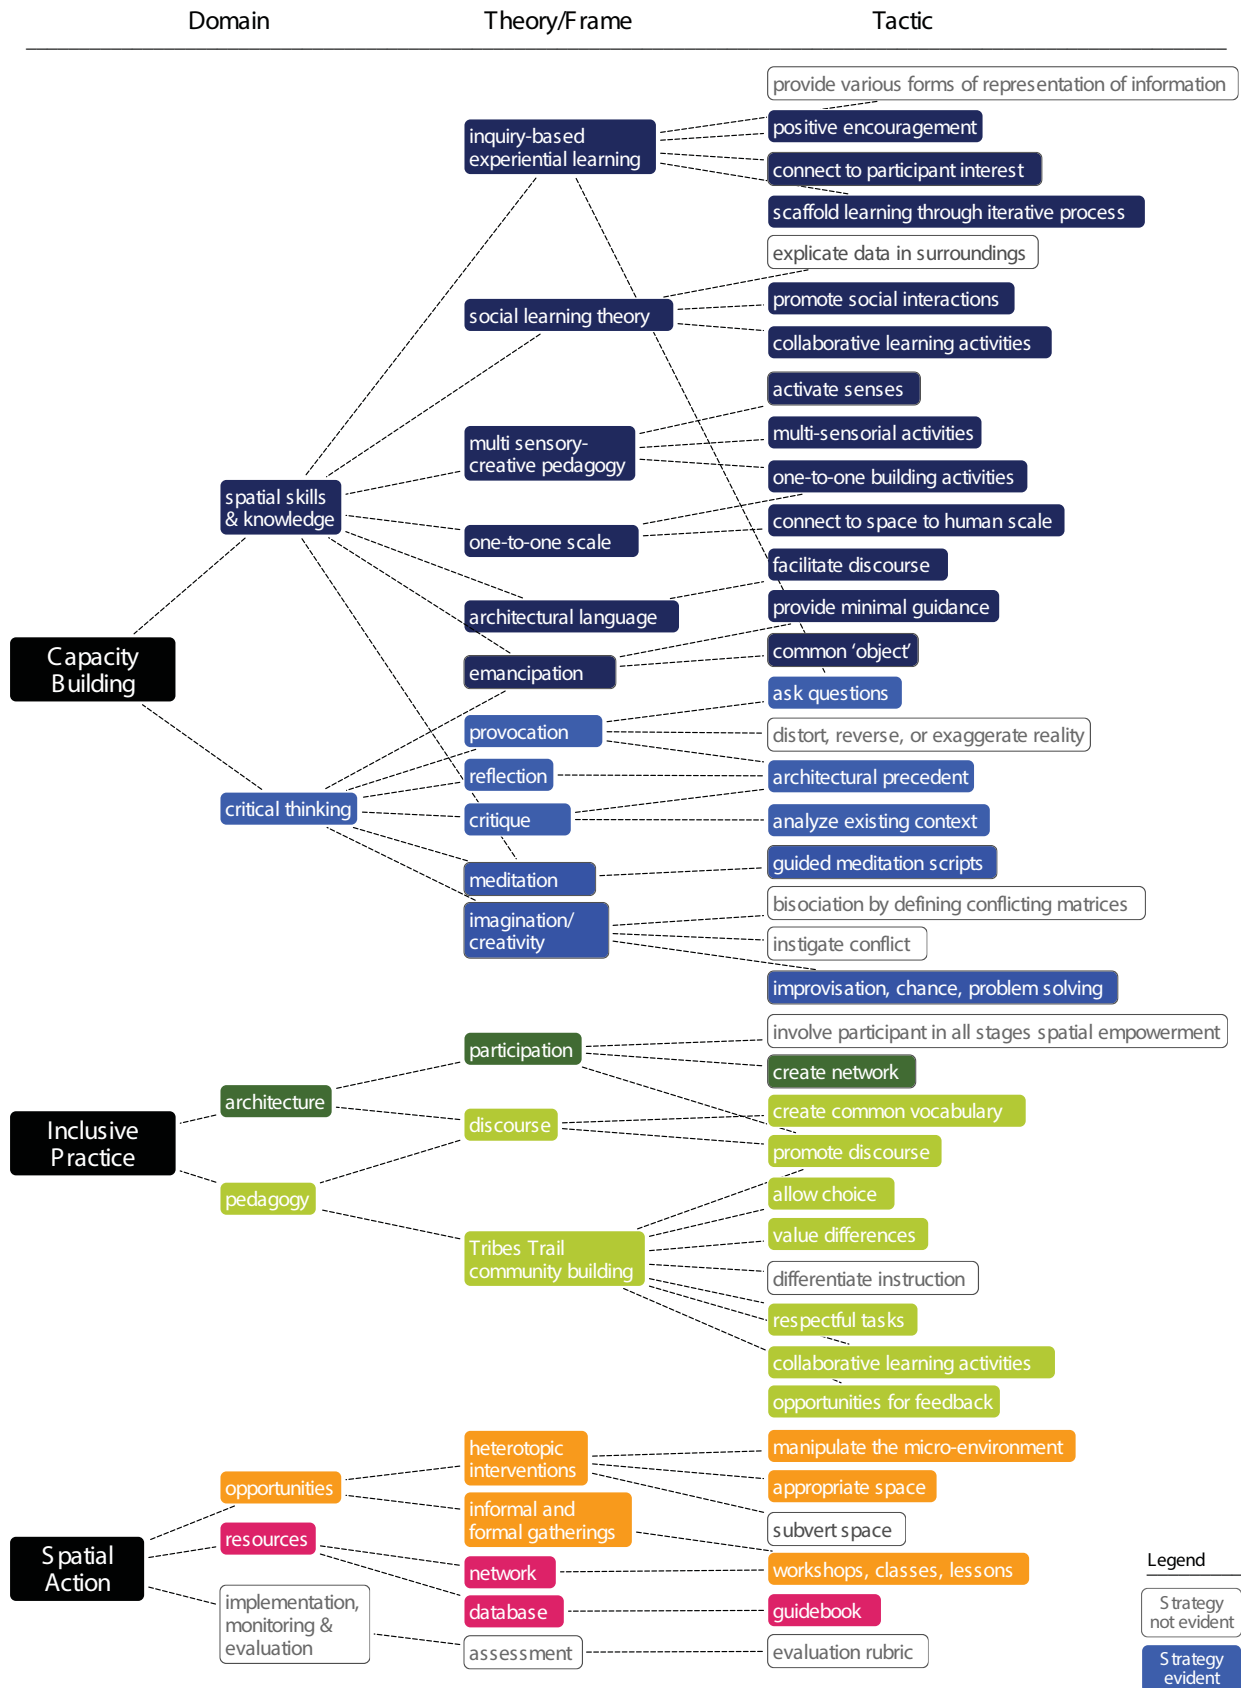 Domain
Theory/Frame
Tactic
provide various forms of representation of information
inquiry-based
experiential learning
positive encouragement
connect to participant interest
scaffold learning through iterative process
explicate data in surroundings
social learning theory
promote social interactions
collaborative learning activities
activate senses
multi sensory-
creative pedagogy
multi-sensorial activities
one-to-one building activities
spatial skills
& knowledge
one-to-one scale
connect to space to human scale
facilitate discourse
architectural language
provide minimal guidance
Capacity
Building
emancipation
common ‘object’
ask questions
provocation
distort, reverse, or exaggerate reality
reflection
architectural precedent
critical thinking
critique
analyze existing context
meditation
guided meditation scripts
bisociation by defining conflicting matrices
imagination/
creativity
instigate conflict
improvisation, chance, problem solving
involve participant in all stages spatial empowerment
participation
create network
architecture
create common vocabulary
Inclusive
Practice
discourse
promote discourse
pedagogy
allow choice
value differences
Tribes Trail
community building
differentiate instruction
respectful tasks
collaborative learning activities
opportunities for feedback
heterotopic
interventions
manipulate the micro-environment
opportunities
appropriate space
informal and
formal gatherings
subvert space
resources
Spatial
Action
network
workshops, classes, lessons
implementation,
monitoring &
evaluation
database
guidebook
assessment
evaluation rubric
Legend
Strategy
not evident
Strategy
evident